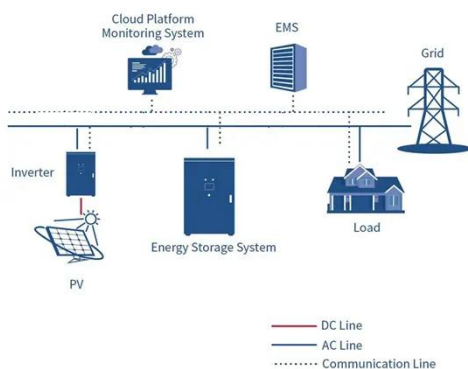 Cloud Platform
Monitoring System
EMS
Grid
Inverter
Energy Storage System
Load
PV
DC Line
AC Line
Communication Line